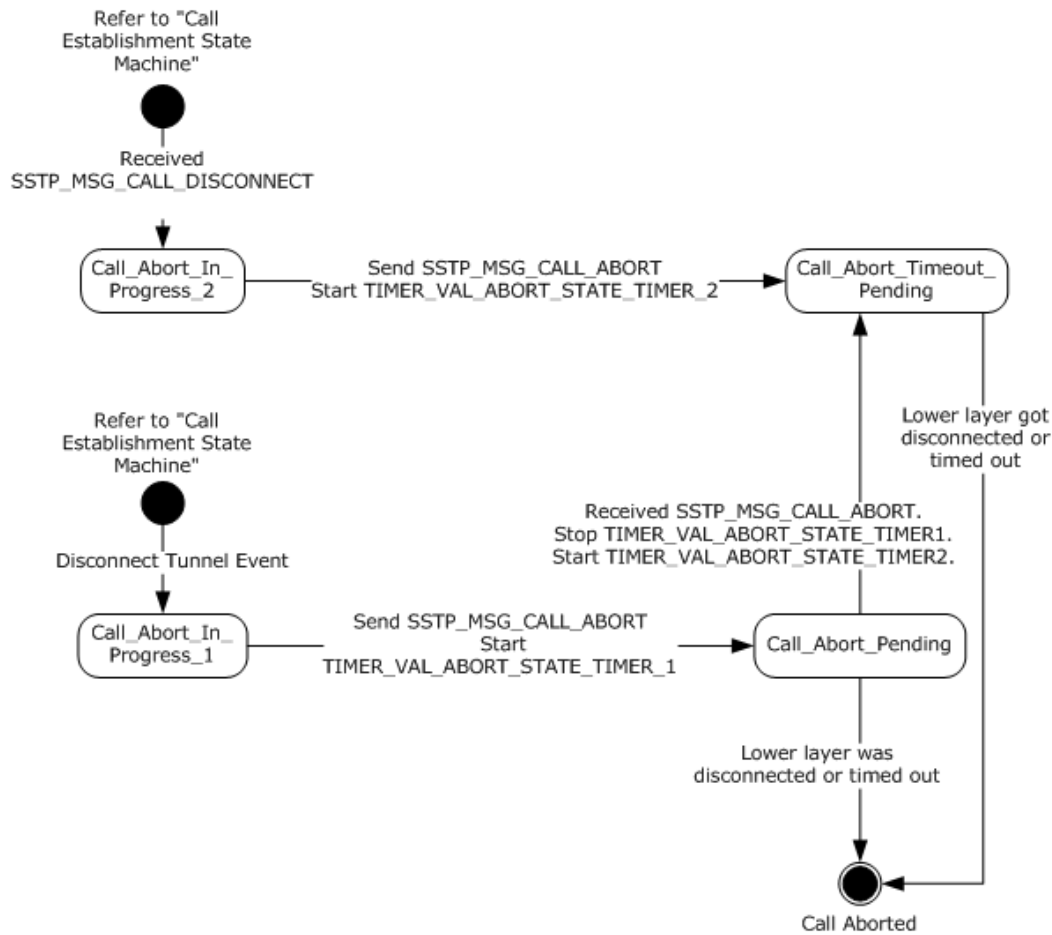 Refer to "Call
Establishment State
Machine"
Received
SSTP_MSG_CALL_DISCONNECT
Call_Abort_In_
Progress_2
Send SSTP_MSG_CALL_ABORT
Start TIMER_VAL_ABORT_STATE_TIMER_2
Call_Abort_Timeout_
Pending
Lower layer got
disconnected or
timed out
Refer to "Call
Establishment State
Machine"
Disconnect Tunnel Event
Received SSTP_MSG_CALL_ABORT.
Stop TIMER_VAL_ABORT_STATE_TIMER1.
Start TIMER_VAL_ABORT_STATE_TIMER2.
Call_Abort_In_
Progress_1
Send SSTP_MSG_CALL_ABORT
Start
TIMER_VAL_ABORT_STATE_TIMER_1
Call_Abort_Pending
Lower layer was
disconnected or timed out
Call Aborted